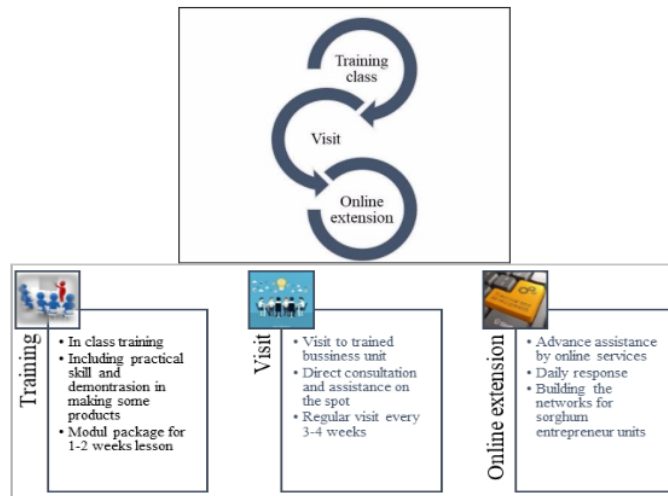 Training
class
Visit
Online
extension
Training
• In class training
• Including practical
skill and
demontrasion in
making some
products
• Modul package for
1-2 weeks lesson
Visit
• Visit to trained
bussiness unit
• Direct consultation
and assistance on
the spot
• Regular visit every
3-4 weeks
Online extension
• Advance assistance
by online services
• Daily response
• Building the
networks for
sorghum
entrepreneur units